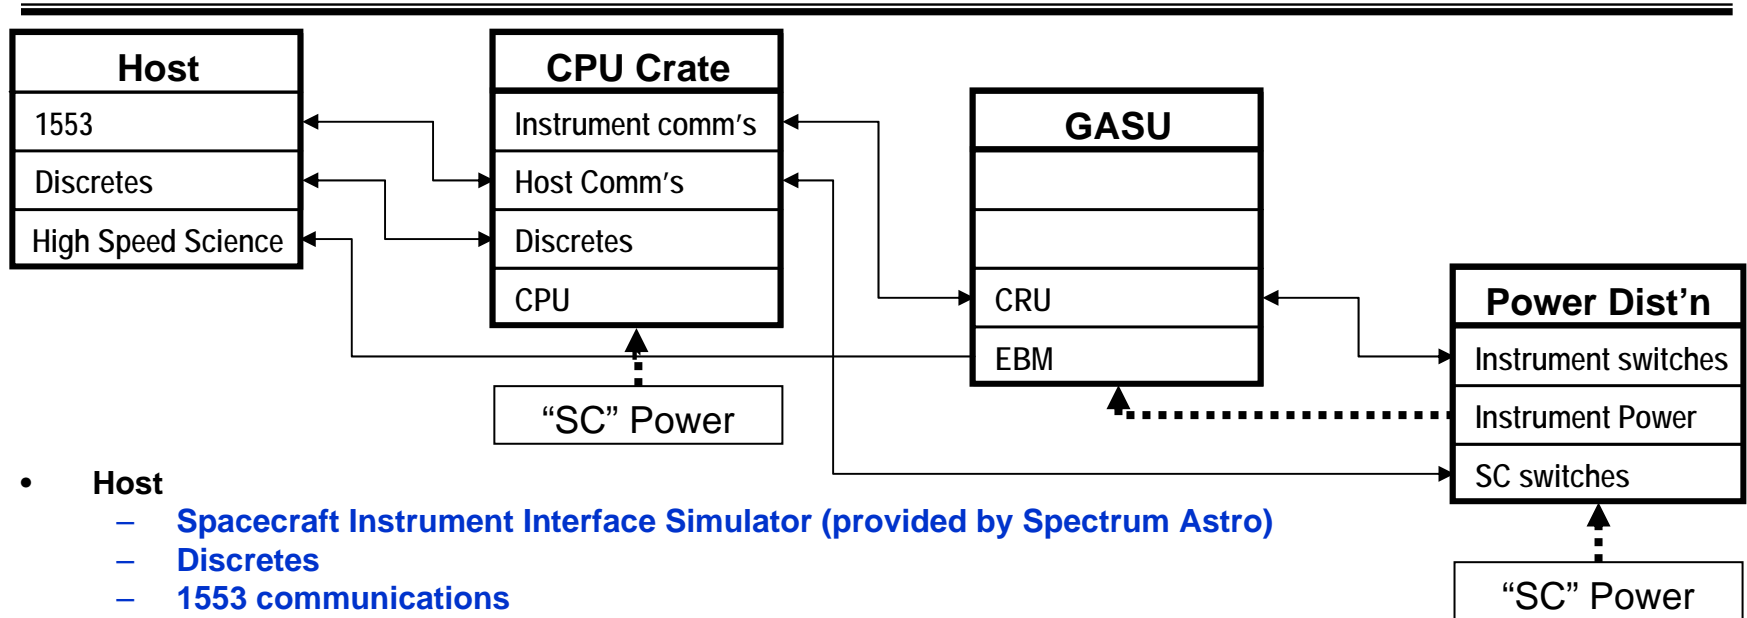 Host
1553
Discretes
High Speed Science
CPU Crate
Instrument comm's
Host Comm's
Discretes
CPU
“SC” Power
GASU
CRU
EBM
Power Dist’n
Instrument switches
Instrument Power
SC switches
“SC” Power
• Host
– Spacecraft Instrument Interface Simulator (provided by Spectrum Astro)
– Discretes
– 1553 communications